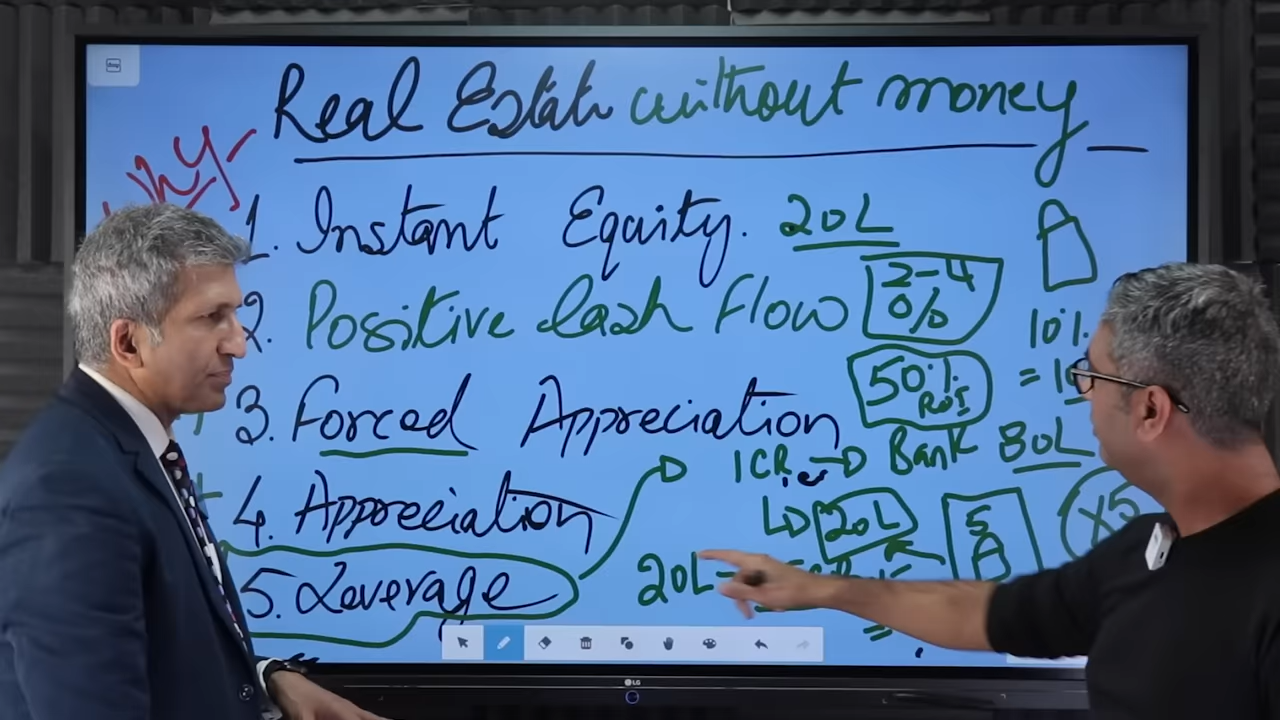 Real Estate without money
Why
1. Instant Equity. 20L
2. Positive Cash Flow 2-4 %
10%
50% ROI
3. Forced Appreciation
1CR → Bank 80L
4. Appreciation
↳ 20L 5 X5
5. Leverage
20L
LG